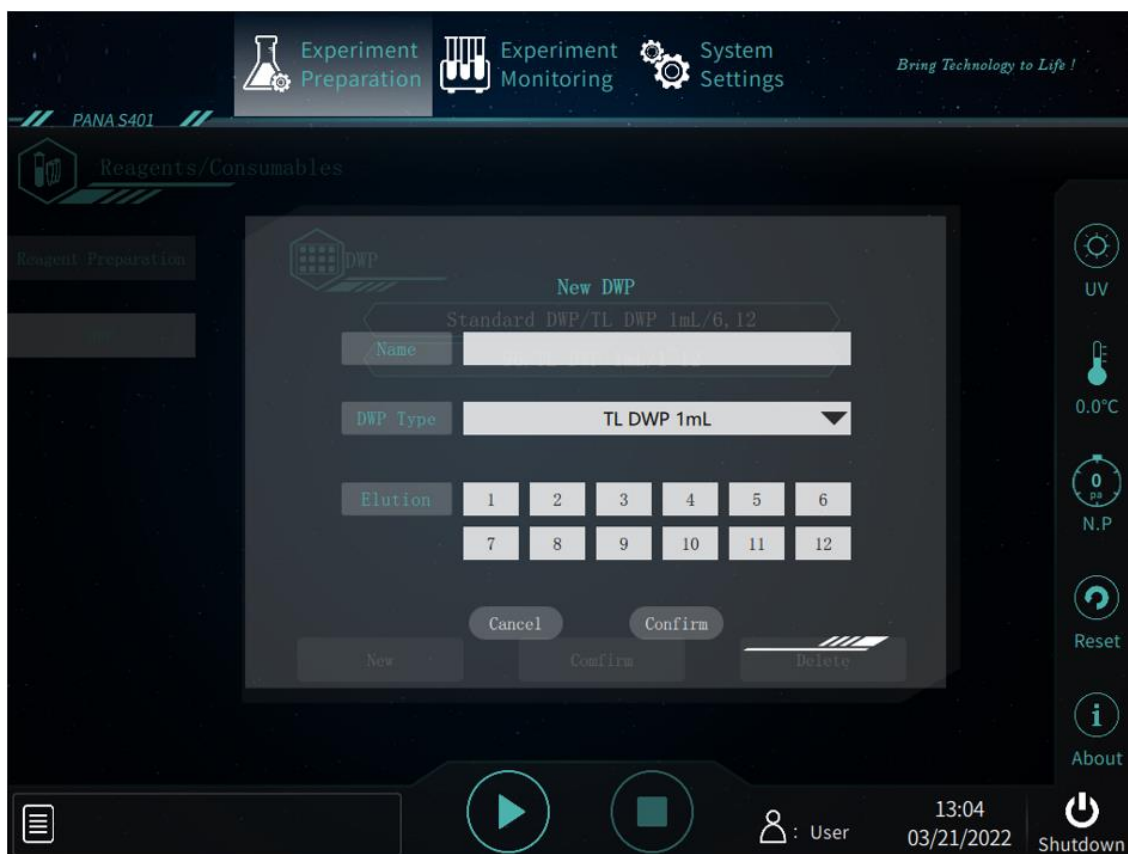 Experiment Preparation
Experiment Monitoring
System Settings
Bring Technology to Life !
PANA S401
Reagents/Consumables
Reagent Preparation
DWP
New DWP
Standard DWP/TL DWP 1mL/6,12
Name
DWP Type
TL DWP 1mL
Elution
1 2 3 4 5 6
7 8 9 10 11 12
Cancel
Confirm
New
Comfirm
Delete
UV
0.0°C
0
pa
N.P
Reset
i
About
: User
13:04
03/21/2022
Shutdown